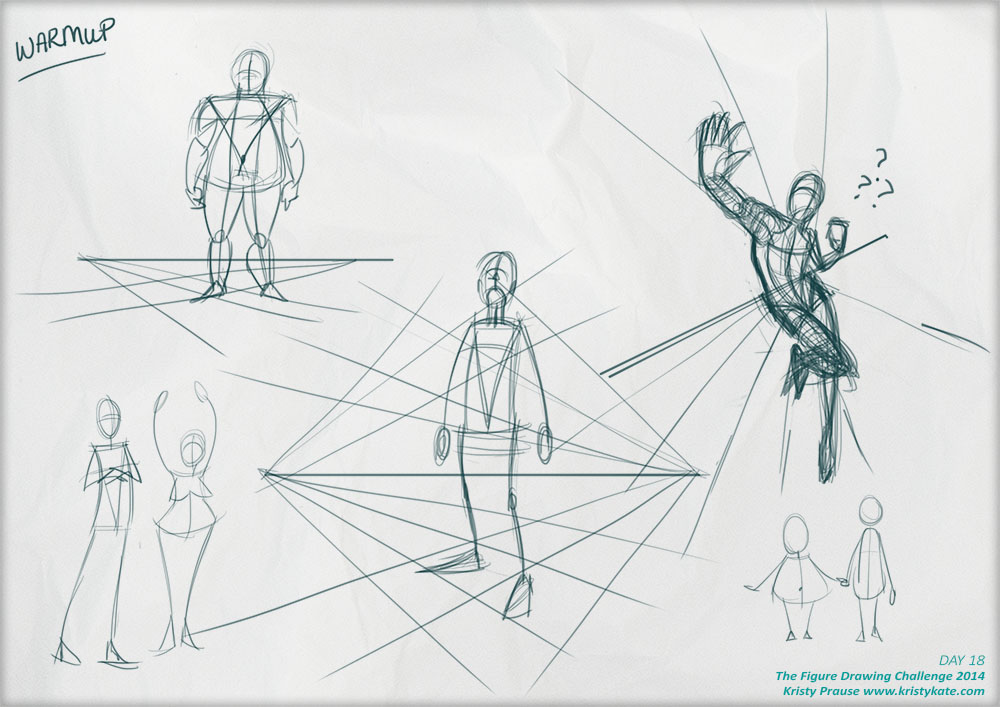 WARMUP
? ? ?
DAY 18
The Figure Drawing Challenge 2014
Kristy Prause www.kristykate.com